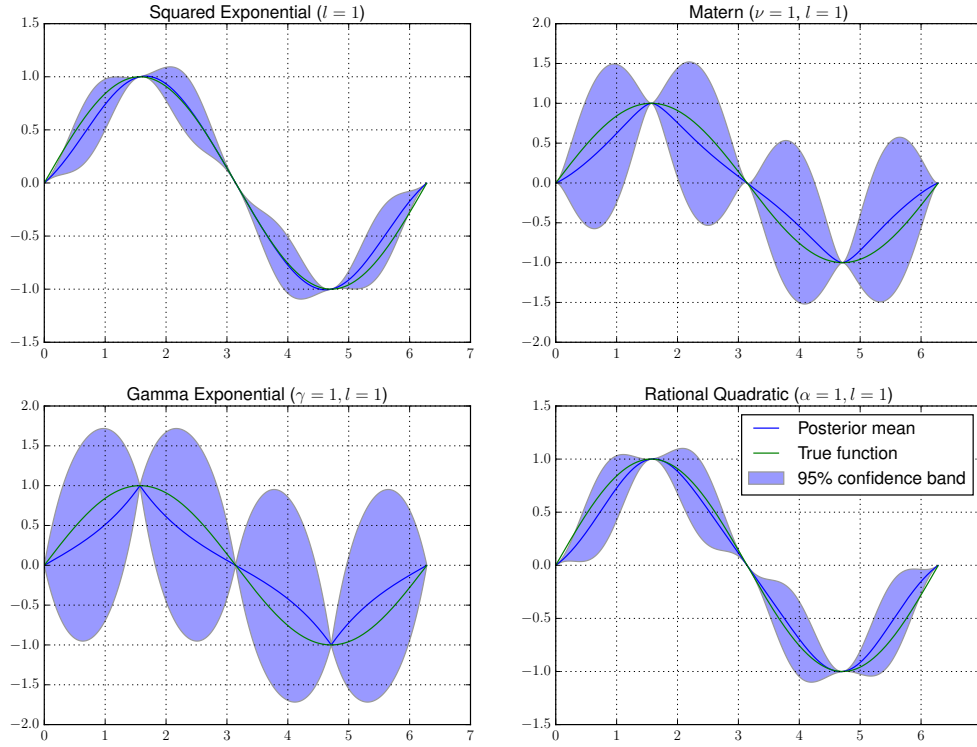 Squared Exponential (l = 1)
1.5
1.0
0.5
0.0
−0.5
−1.0
−1.5
0 1 2 3 4 5 6 7
Matern (ν = 1, l = 1)
2.0
1.5
1.0
0.5
0.0
−0.5
−1.0
−1.5
−2.0
0 1 2 3 4 5 6
Gamma Exponential (γ = 1, l = 1)
2.0
1.5
1.0
0.5
0.0
−0.5
−1.0
−1.5
−2.0
0 1 2 3 4 5 6 7
Rational Quadratic (α = 1, l = 1)
Posterior mean
True function
95% confidence band
1.5
1.0
0.5
0.0
−0.5
−1.0
−1.5
0 1 2 3 4 5 6